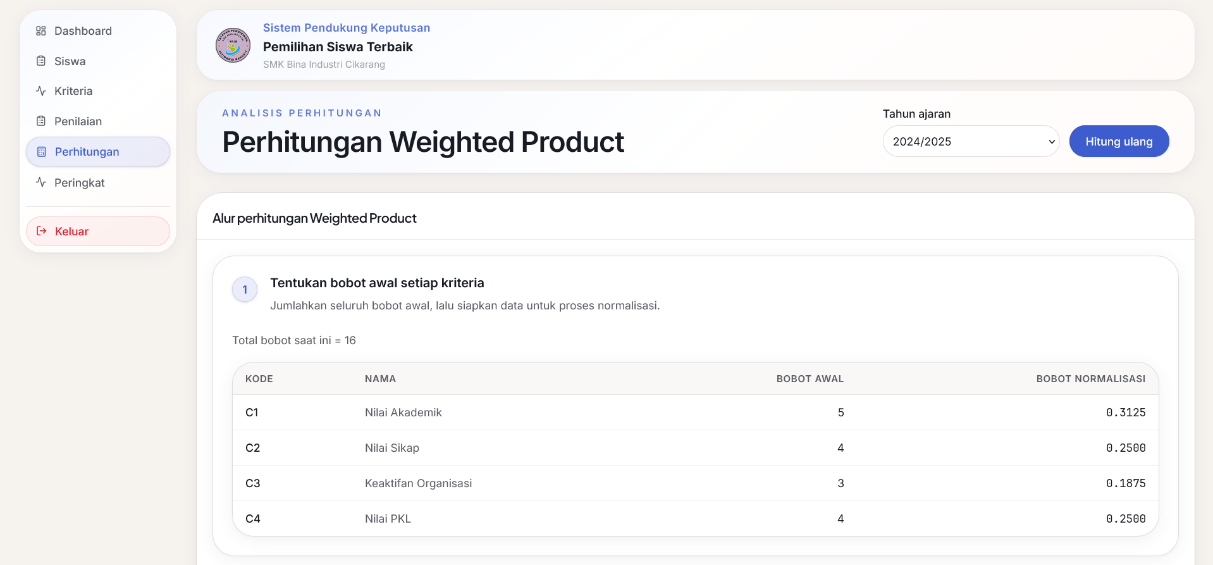 Dashboard
Siswa
Kriteria
Penilaian
Perhitungan
Peringkat
Keluar
Sistem Pendukung Keputusan
Pemilihan Siswa Terbaik
SMK Bina Industri Cikarang
ANALISIS PERHITUNGAN
Perhitungan Weighted Product
Tahun ajaran
2024/2025
Hitung ulang
Alur perhitungan Weighted Product
1
Tentukan bobot awal setiap kriteria
Jumlahkan seluruh bobot awal, lalu siapkan data untuk proses normalisasi.
Total bobot saat ini = 16
KODE NAMA BOBOT AWAL BOBOT NORMALISASI
C1 Nilai Akademik 5 0.3125
C2 Nilai Sikap 4 0.2500
C3 Keaktifan Organisasi 3 0.1875
C4 Nilai PKL 4 0.2500